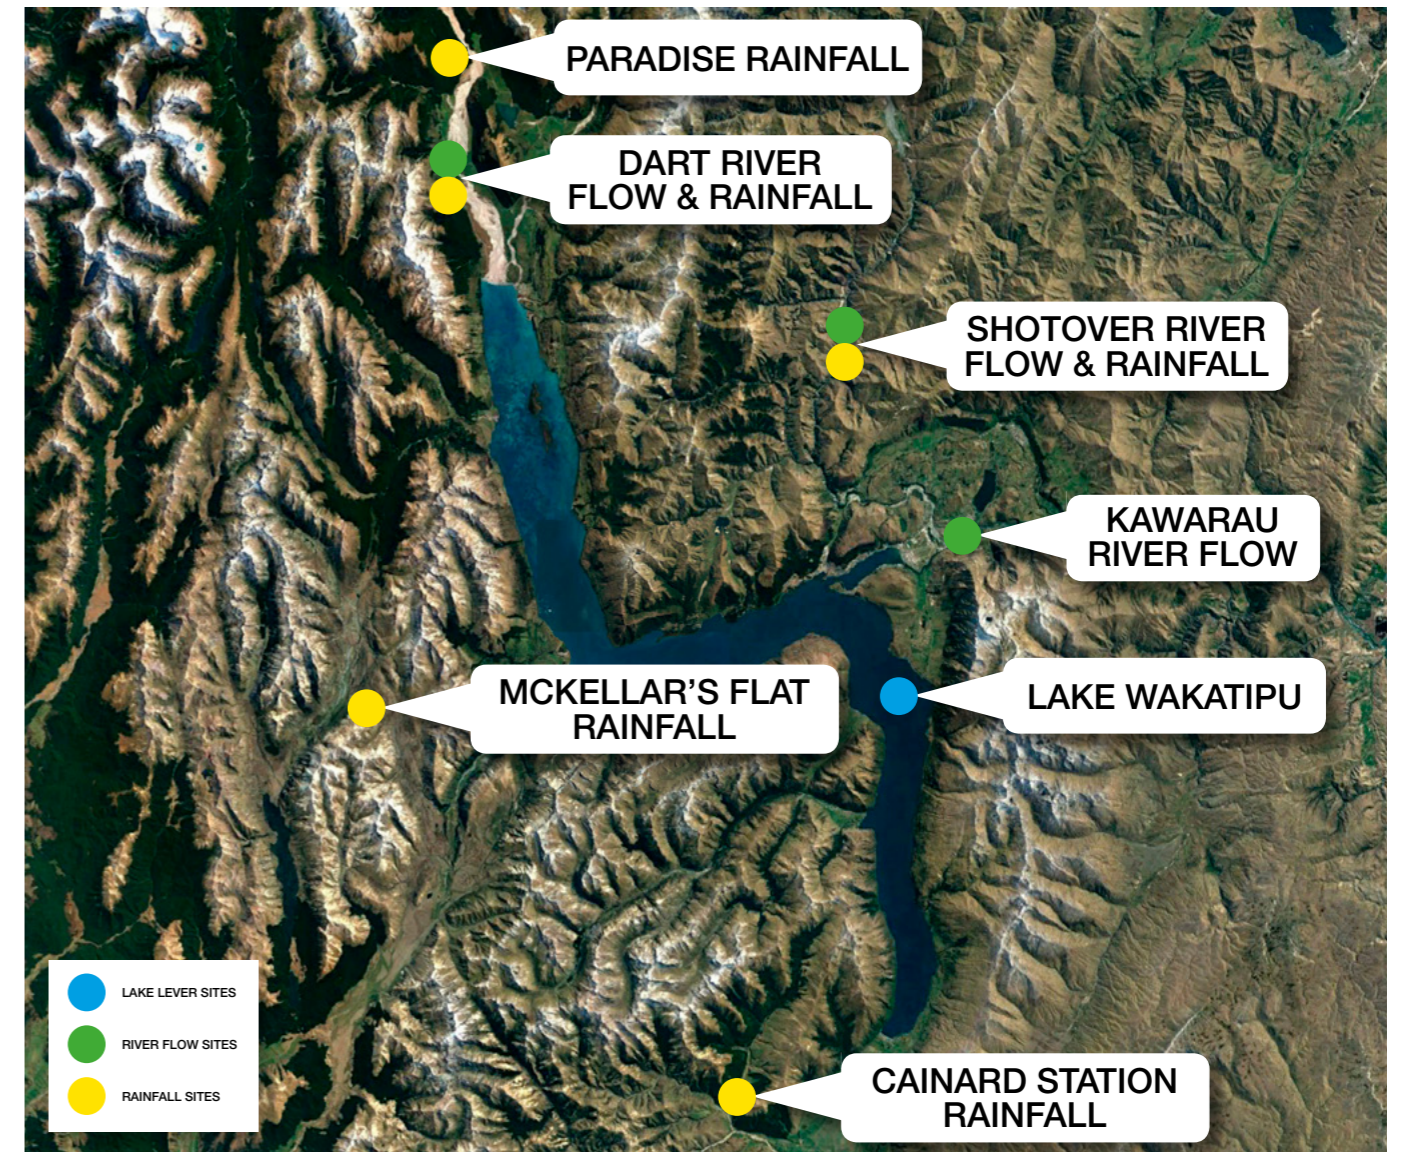 PARADISE RAINFALL
DART RIVER
FLOW & RAINFALL
SHOTOVER RIVER
FLOW & RAINFALL
KAWARAU
RIVER FLOW
MCKELLAR'S FLAT
RAINFALL
LAKE WAKATIPU
LAKE LEVER SITES
RIVER FLOW SITES
RAINFALL SITES
CAINARD STATION
RAINFALL